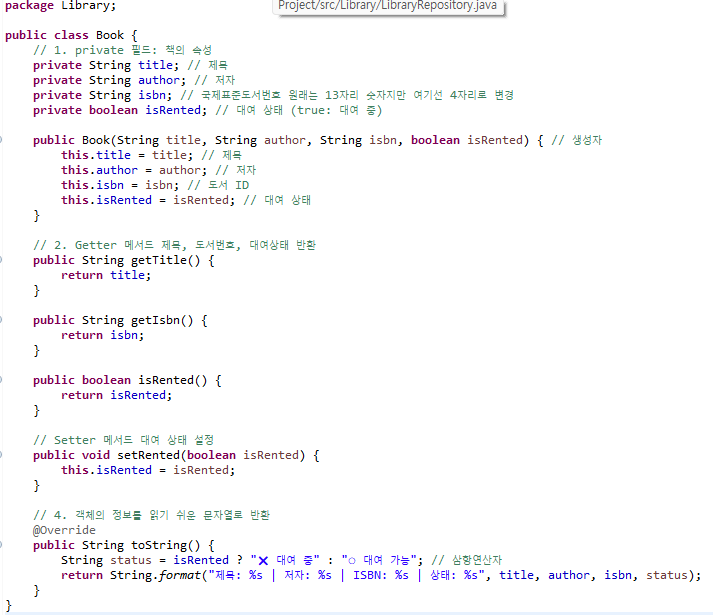 package Library;
Project/src/Library/LibraryRepository.java
public class Book {
    // 1. private 필드: 책의 속성
    private String title; // 제목
    private String author; // 저자
    private String isbn; // 국제표준도서번호 원래는 13자리 숫자지만 여기선 4자리로 변경
    private boolean isRented; // 대여 상태 (true: 대여 중)
    public Book(String title, String author, String isbn, boolean isRented) { // 생성자
        this.title = title; // 제목
        this.author = author; // 저자
        this.isbn = isbn; // 도서 ID
        this.isRented = isRented; // 대여 상태
    }
    // 2. Getter 메서드 제목, 도서번호, 대여상태 반환
    public String getTitle() {
        return title;
    }
    public String getIsbn() {
        return isbn;
    }
    public boolean isRented() {
        return isRented;
    }
    // Setter 메서드 대여 상태 설정
    public void setRented(boolean isRented) {
        this.isRented = isRented;
    }
    // 4. 객체의 정보를 읽기 쉬운 문자열로 반환
    @Override
    public String toString() {
        String status = isRented ? "❌ 대여 중" : "○ 대여 가능"; // 삼항연산자
        return String.format("제목: %s | 저자: %s | ISBN: %s | 상태: %s", title, author, isbn, status);
    }
}